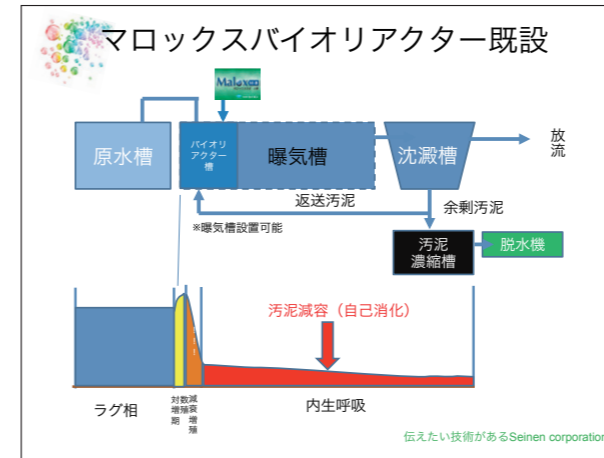 マロックスバイオリアクター既設
Maloxoo
原水槽
バイオリ
アクター
槽
曝気槽
沈澱槽
放
流
返送汚泥
余剰汚泥
※曝気槽設置可能
汚泥
濃縮槽
脱水機
汚泥減容（自己消化）
ラグ相
対数
増殖
期
減
衰
増
殖
内生呼吸
伝えたい技術があるSeinen corporation